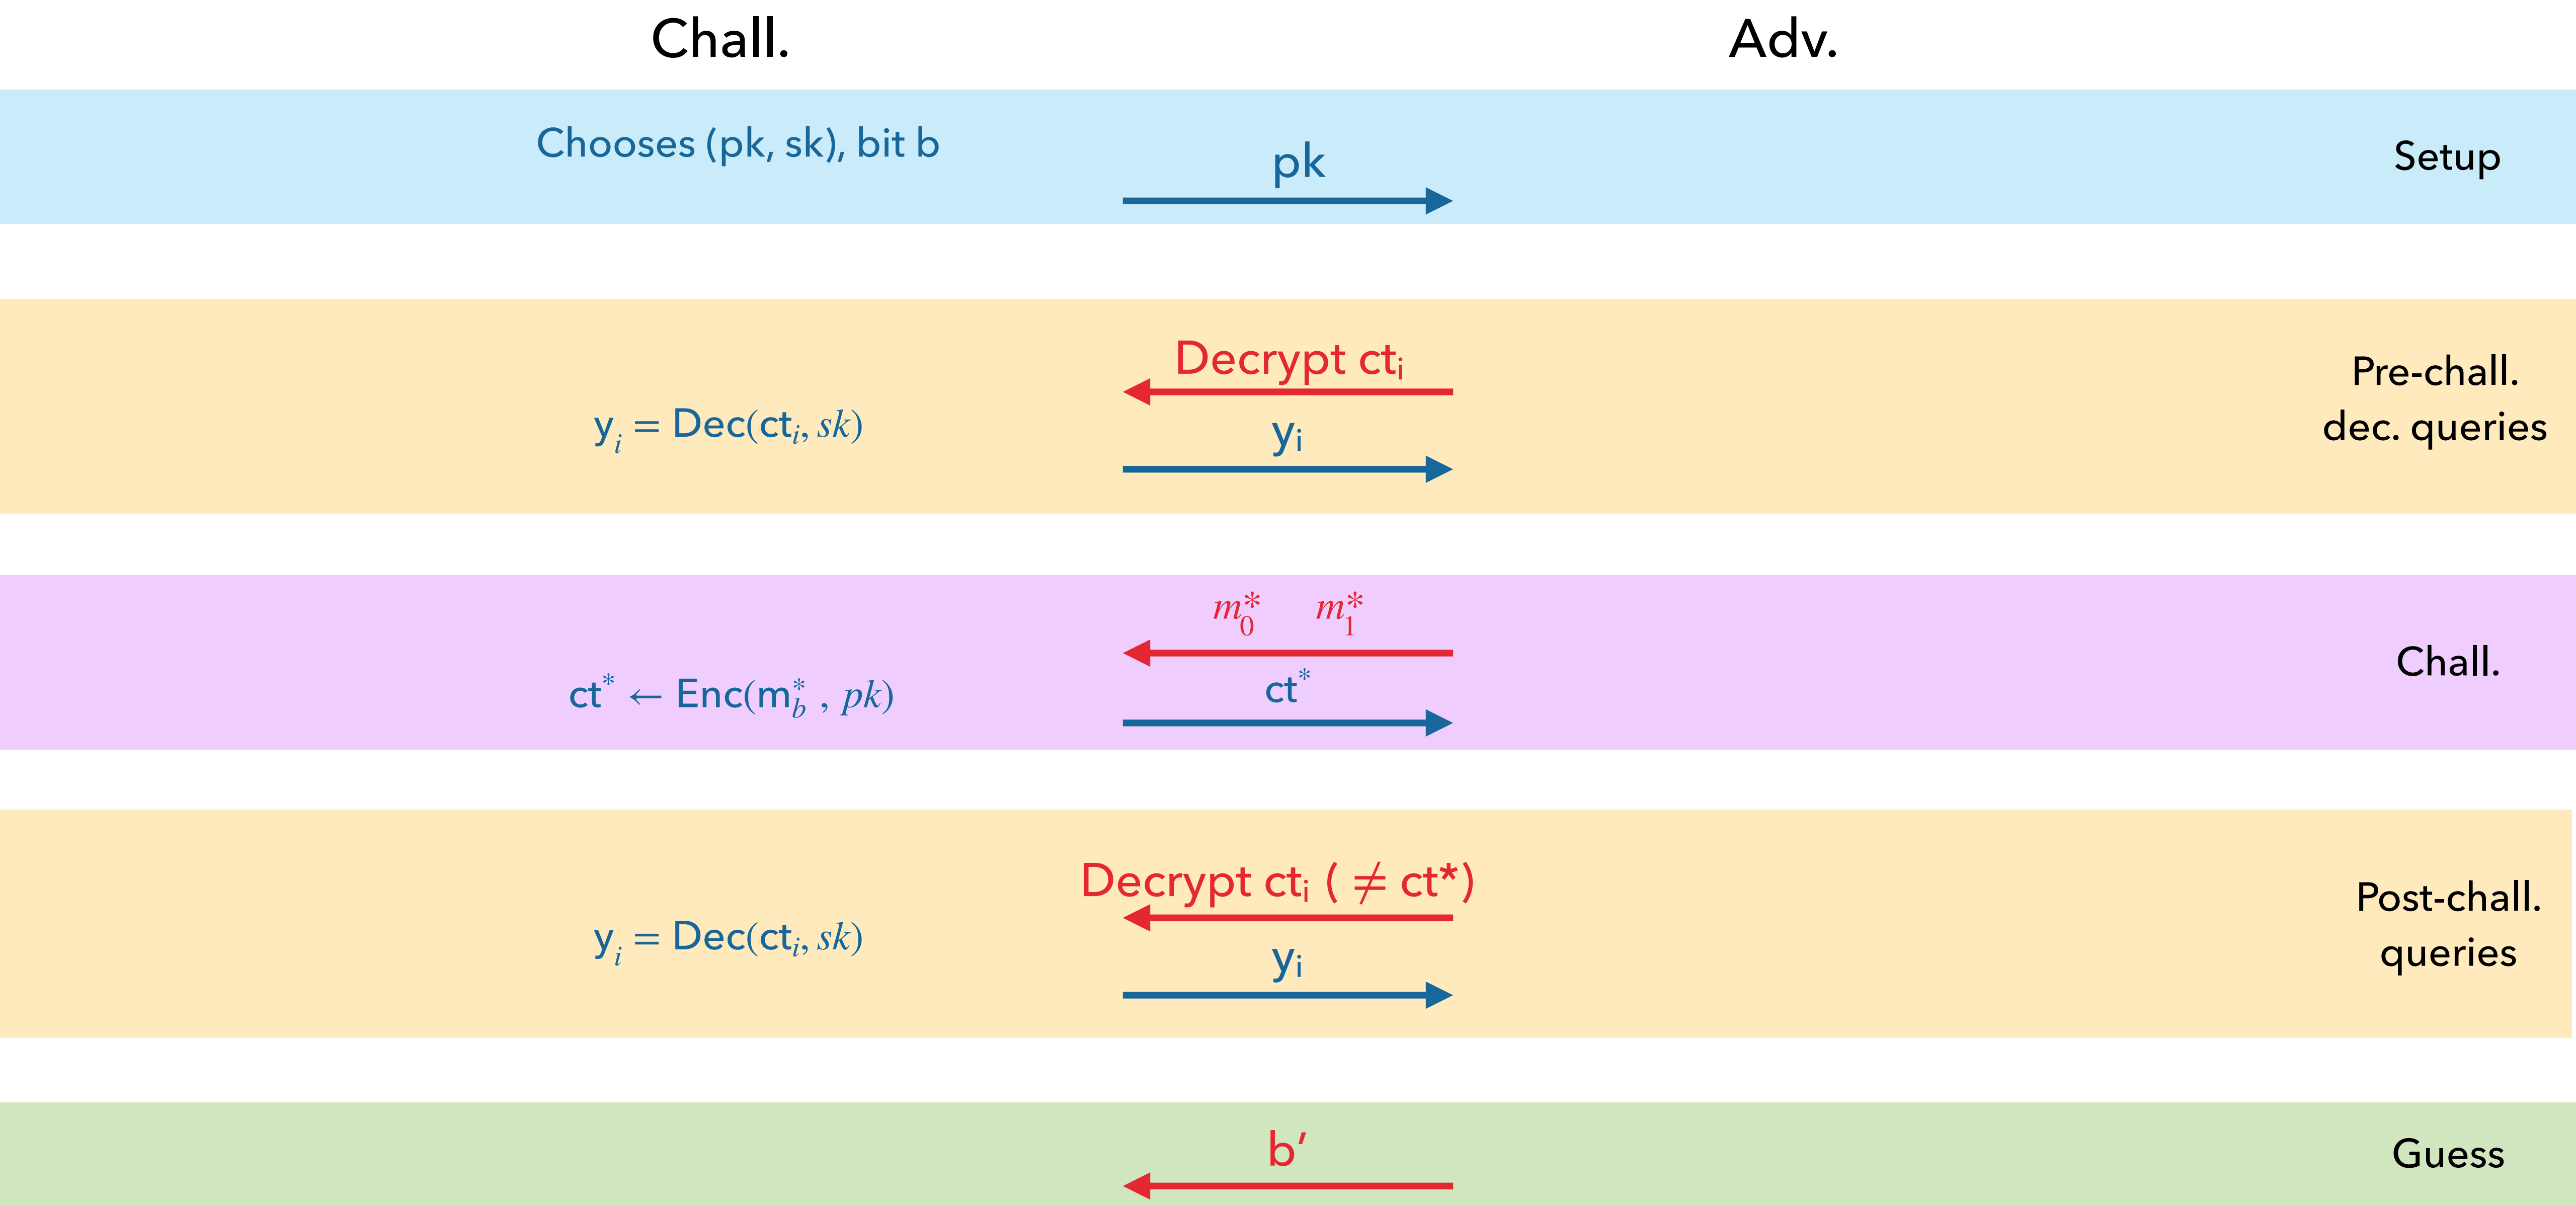 Chall.
Adv.
Chooses (pk, sk), bit b
pk
Setup
Decrypt ctᵢ
yᵢ = Dec(ctᵢ, sk)
yᵢ
Pre-chall.
dec. queries
m₀* m₁*
ct* ← Enc(m_b* , pk)
ct*
Chall.
Decrypt ctᵢ ( ≠ ct*)
yᵢ = Dec(ctᵢ, sk)
yᵢ
Post-chall.
queries
b’
Guess